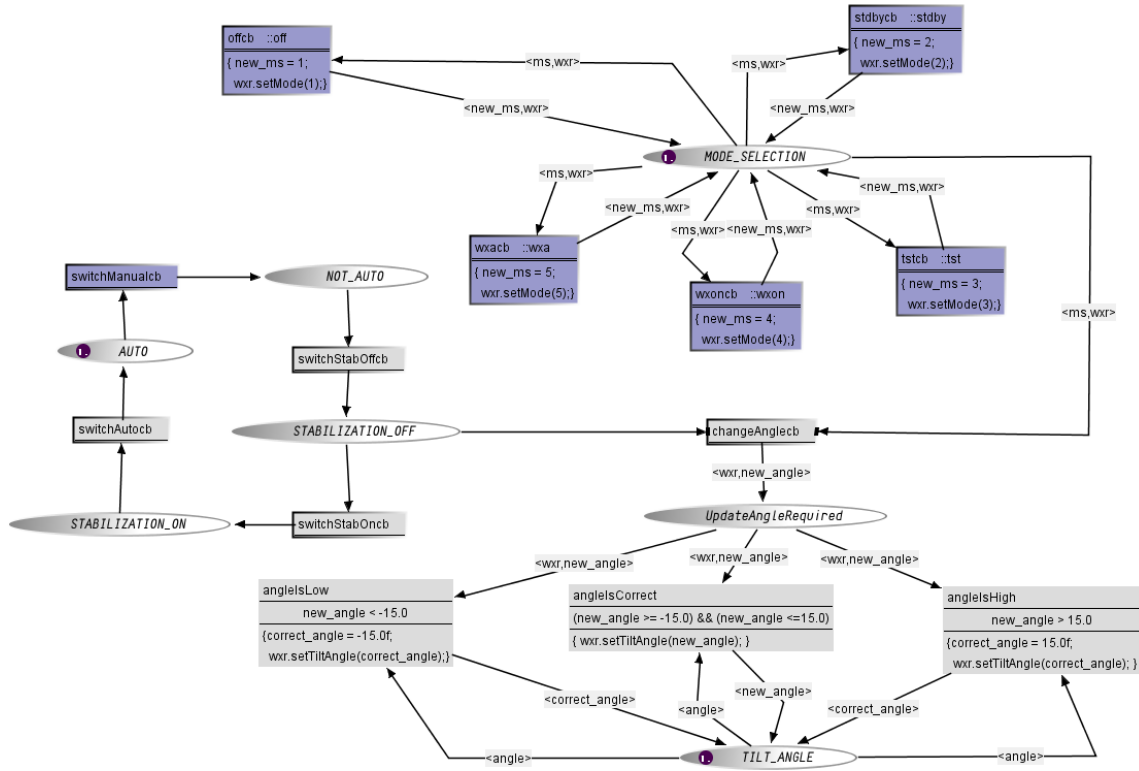 stdbycb ::stdby
{ new_ms = 2;
wxr.setMode(2);}
offcb ::off
{ new_ms = 1;
wxr.setMode(1);}
<ms,wxr>
<ms,wxr>
<new_ms,wxr>
<new_ms,wxr>
MODE_SELECTION
<ms,wxr>
<new_ms,wxr>
<new_ms,wxr>
<ms,wxr>
<ms,wxr>
<new_ms,wxr>
wxacb ::wxa
{ new_ms = 5;
wxr.setMode(5);}
tstcb ::tst
{ new_ms = 3;
wxr.setMode(3);}
wxoncb ::wxon
{ new_ms = 4;
wxr.setMode(4);}
<ms,wxr>
switchManualcb
NOT_AUTO
AUTO
switchStabOffcb
switchAutocb
STABILIZATION_OFF
changeAnglecb
<wxr,new_angle>
STABILIZATION_ON
switchStabOncb
UpdateAngleRequired
<wxr,new_angle>
<wxr,new_angle>
<wxr,new_angle>
angleIsLow
new_angle < -15.0
{correct_angle = -15.0f;
wxr.setTiltAngle(correct_angle);}
angleIsCorrect
(new_angle >= -15.0) && (new_angle <=15.0)
{ wxr.setTiltAngle(new_angle); }
angleIsHigh
new_angle > 15.0
{correct_angle = 15.0f;
wxr.setTiltAngle(correct_angle); }
<correct_angle>
<angle>
<new_angle>
<correct_angle>
<angle>
TILT_ANGLE
<angle>